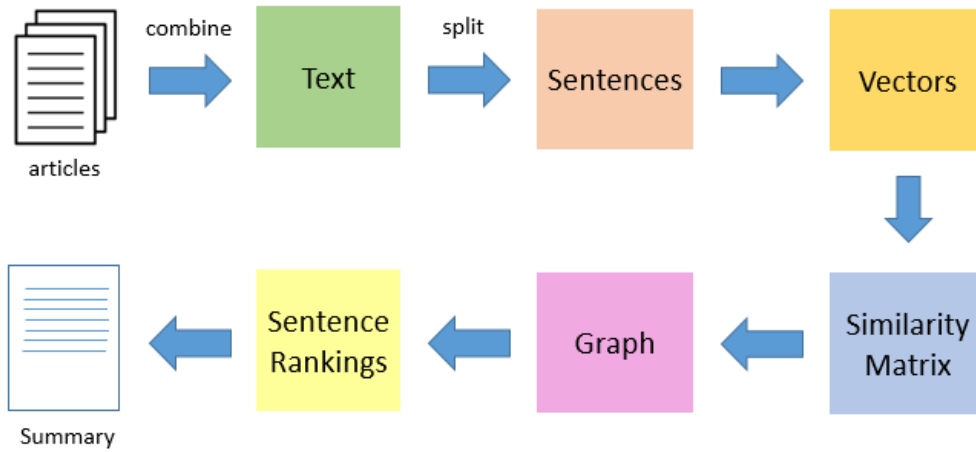 combine
split
Text
Sentences
Vectors
articles
Similarity
Matrix
Graph
Sentence
Rankings
Summary